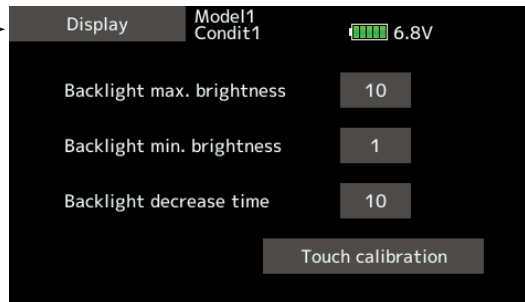 Display
Model1
Condit1
6.8V
Backlight max. brightness 10
Backlight min. brightness 1
Backlight decrease time 10
Touch calibration